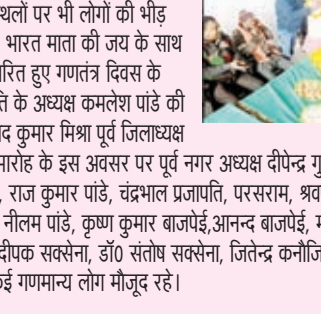 थलों पर भी लोगों की भीड़
भारत माता की जय के साथ
रित हुए गणतंत्र दिवस के
ति के अध्यक्ष कमलेश पांडे की
द कुमार मिश्रा पूर्व जिलाध्यक्ष
मारोह के इस अवसर पर पूर्व नगर अध्यक्ष दीपेन्द्र गु
, राज कुमार पांडे, चंद्रभाल प्रजापति, परसराम, श्रव
नीलम पांडे, कृष्ण कुमार बाजपेई,आनन्द बाजपेई, म
दीपक सक्सेना, डॉ0 संतोष सक्सेना, जितेन्द्र कनौजि
ई गणमान्य लोग मौजूद रहे।